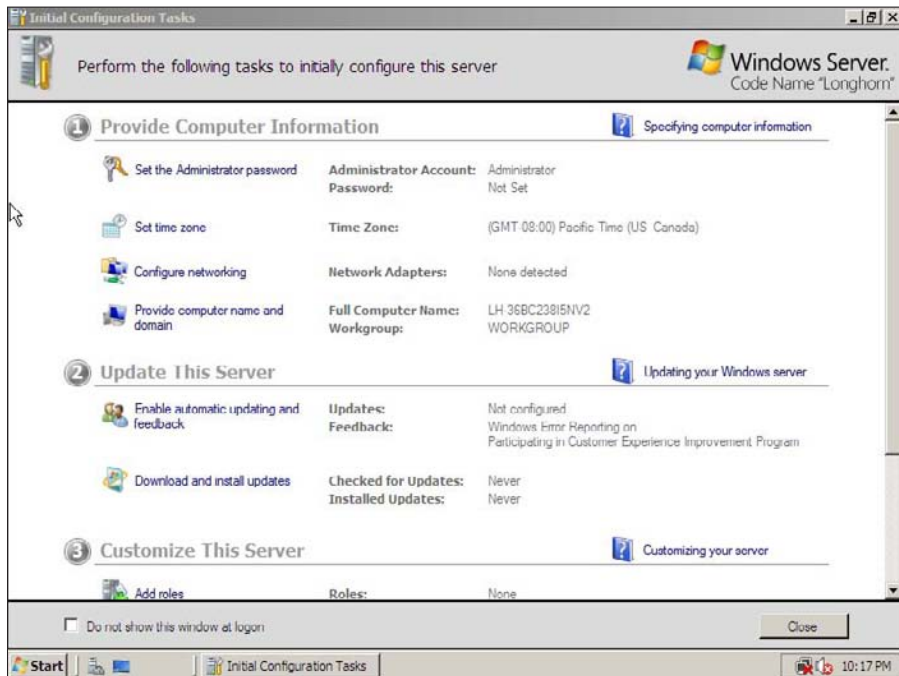 Initial Configuration Tasks
Perform the following tasks to initially configure this server
Windows Server.
Code Name "Longhorn"
1 Provide Computer Information
Specifying computer information
Set the Administrator password
Administrator Account: Administrator
Password: Not Set
Set time zone
Time Zone: (GMT-08:00) Pacific Time (US Canada)
Configure networking
Network Adapters: None detected
Provide computer name and
domain
Full Computer Name: LH-36BC238I5NV2
Workgroup: WORKGROUP
2 Update This Server
Updating your Windows server
Enable automatic updating and
feedback
Updates: Not configured
Feedback: Windows Error Reporting on
Participating in Customer Experience Improvement Program
Download and install updates
Checked for Updates: Never
Installed Updates: Never
3 Customize This Server
Customizing your server
Add roles
Roles: None
Do not show this window at logon
Close
Start
Initial Configuration Tasks
10:17 PM